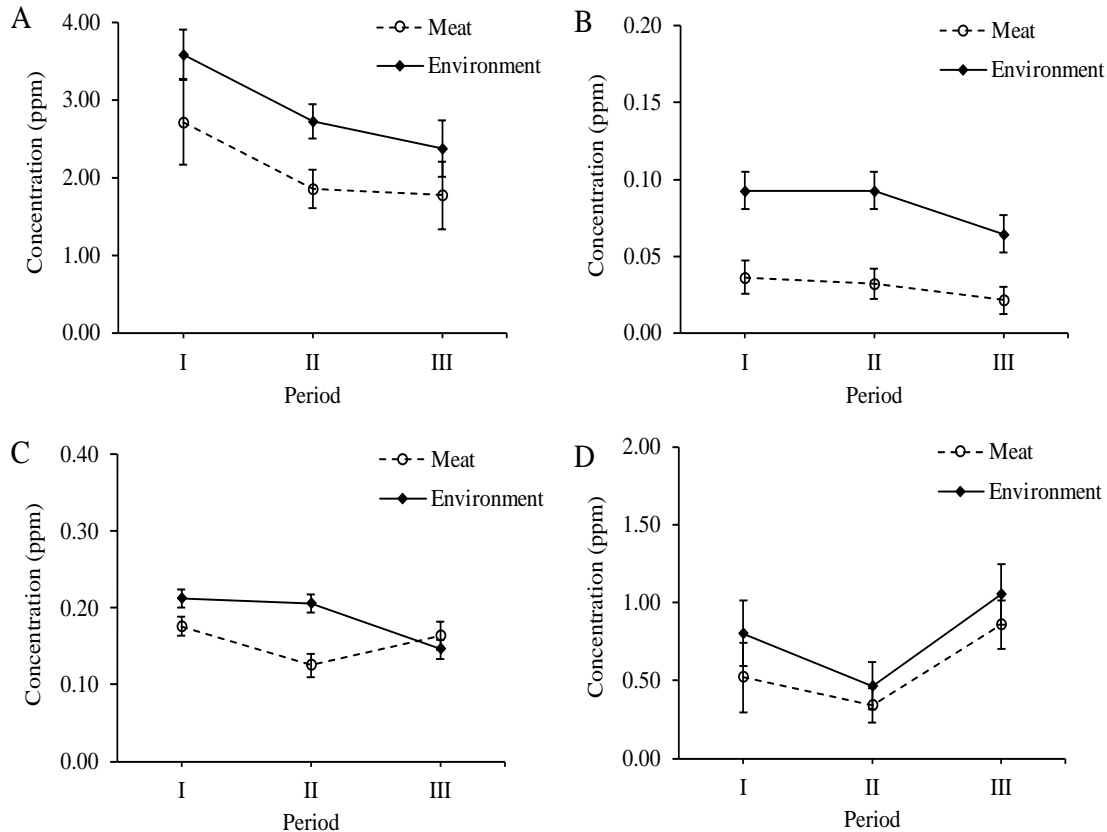 A
Concentration (ppm)
4.00
3.00
2.00
1.00
0.00
Meat
Environment
I II III
Period
B
Concentration (ppm)
0.20
0.15
0.10
0.05
0.00
Meat
Environment
I II III
Period
C
Concentration (ppm)
0.40
0.30
0.20
0.10
0.00
Meat
Environment
I II III
Period
D
Concentration (ppm)
2.00
1.50
1.00
0.50
0.00
Meat
Environment
I II III
Period